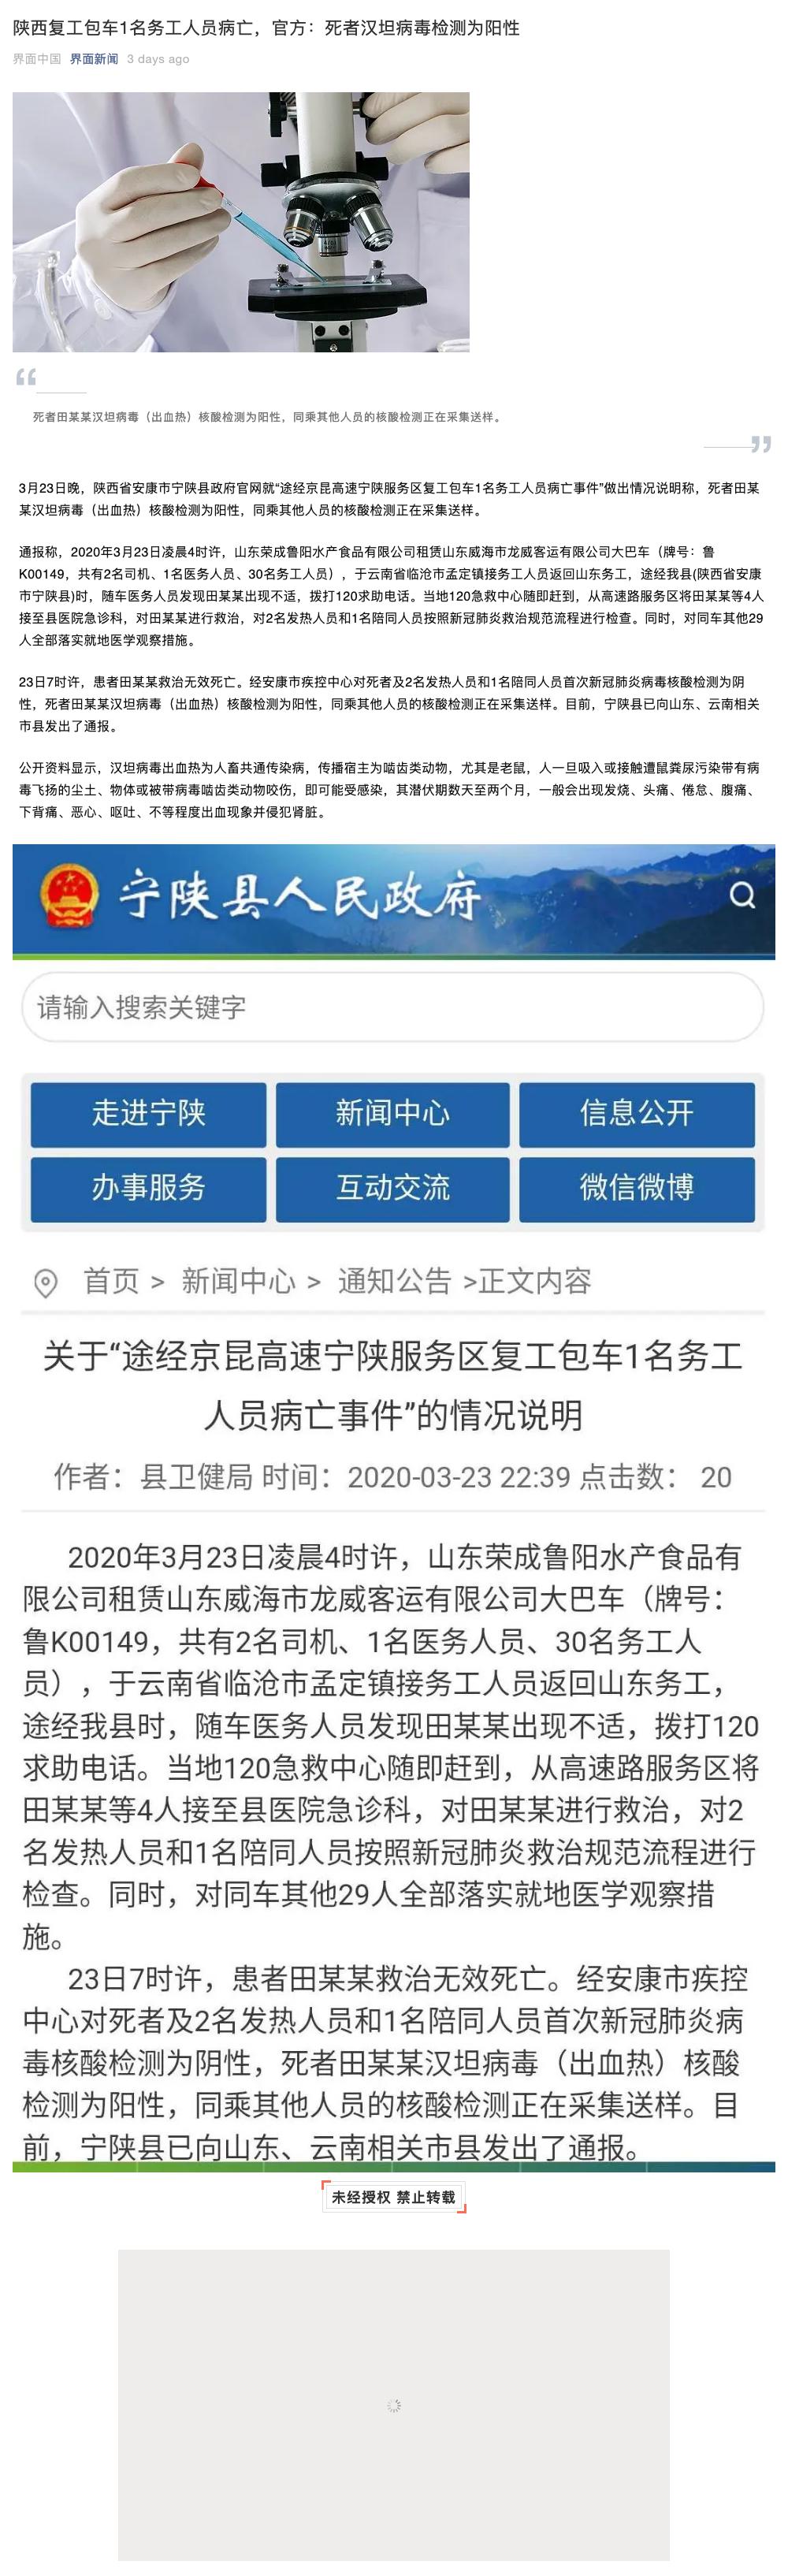 陕西复工包车1名务工人员病亡，官方：死者汉坦病毒检测为阳性
界面中国 界面新闻 3 days ago
“
死者田某某汉坦病毒（出血热）核酸检测为阳性，同乘其他人员的核酸检测正在采集送样。
”
3月23日晚，陕西省安康市宁陕县政府官网就“途经京昆高速宁陕服务区复工包车1名务工人员病亡事件”做出情况说明称，死者田某
某汉坦病毒（出血热）核酸检测为阳性，同乘其他人员的核酸检测正在采集送样。
通报称，2020年3月23日凌晨4时许，山东荣成鲁阳水产食品有限公司租赁山东威海市龙威客运有限公司大巴车（牌号：鲁
K00149，共有2名司机、1名医务人员、30名务工人员），于云南省临沧市孟定镇接务工人员返回山东务工，途经我县(陕西省安康
市宁陕县)时，随车医务人员发现田某某出现不适，拨打120求助电话。当地120急救中心随即赶到，从高速路服务区将田某某等4人
接至县医院急诊科，对田某某进行救治，对2名发热人员和1名陪同人员按照新冠肺炎救治规范流程进行检查。同时，对同车其他29
人全部落实就地医学观察措施。
23日7时许，患者田某某救治无效死亡。经安康市疾控中心对死者及2名发热人员和1名陪同人员首次新冠肺炎病毒核酸检测为阴
性，死者田某某汉坦病毒（出血热）核酸检测为阳性，同乘其他人员的核酸检测正在采集送样。目前，宁陕县已向山东、云南相关
市县发出了通报。
公开资料显示，汉坦病毒出血热为人畜共通传染病，传播宿主为啮齿类动物，尤其是老鼠，人一旦吸入或接触遭鼠粪尿污染带有病
毒飞扬的尘土、物体或被带病毒啮齿类动物咬伤，即可能受感染，其潜伏期数天至两个月，一般会出现发烧、头痛、倦怠、腹痛、
下背痛、恶心、呕吐、不等程度出血现象并侵犯肾脏。
宁陕县人民政府
请输入搜索关键字
走进宁陕 新闻中心 信息公开
办事服务 互动交流 微信微博
首页 > 新闻中心 > 通知公告 >正文内容
关于“途经京昆高速宁陕服务区复工包车1名务工
人员病亡事件”的情况说明
作者：县卫健局 时间：2020-03-23 22:39 点击数： 20
2020年3月23日凌晨4时许，山东荣成鲁阳水产食品有
限公司租赁山东威海市龙威客运有限公司大巴车（牌号：
鲁K00149，共有2名司机、1名医务人员、30名务工人
员），于云南省临沧市孟定镇接务工人员返回山东务工，
途经我县时，随车医务人员发现田某某出现不适，拨打120
求助电话。当地120急救中心随即赶到，从高速路服务区将
田某某等4人接至县医院急诊科，对田某某进行救治，对2
名发热人员和1名陪同人员按照新冠肺炎救治规范流程进行
检查。同时，对同车其他29人全部落实就地医学观察措
施。
23日7时许，患者田某某救治无效死亡。经安康市疾控
中心对死者及2名发热人员和1名陪同人员首次新冠肺炎病
毒核酸检测为阴性，死者田某某汉坦病毒（出血热）核酸
检测为阳性，同乘其他人员的核酸检测正在采集送样。目
前，宁陕县已向山东、云南相关市县发出了通报。
未经授权 禁止转载